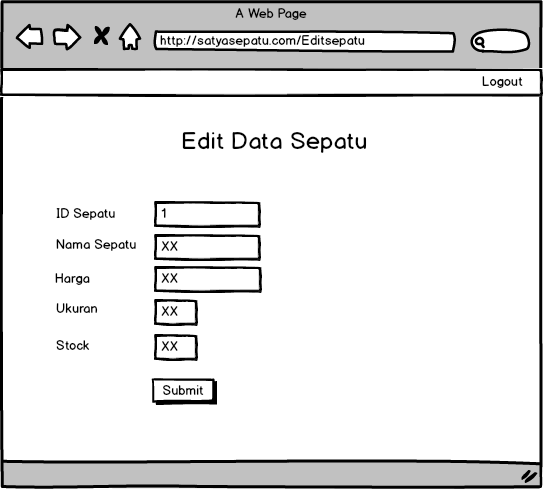 A Web Page
http://satyasepatu.com/Editsepatu
Logout
Edit Data Sepatu
ID Sepatu 1
Nama Sepatu XX
Harga XX
Ukuran XX
Stock XX
Submit